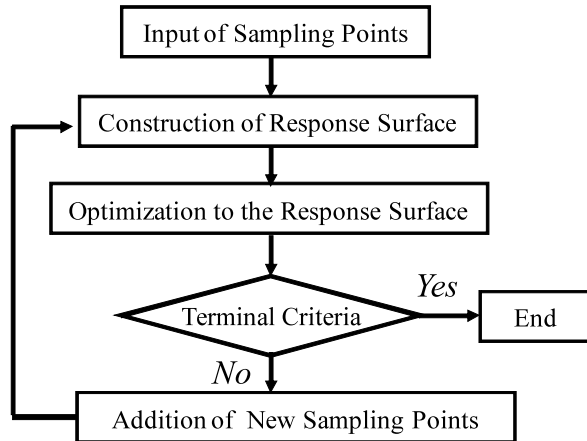 Input of Sampling Points
Construction of Response Surface
Optimization to the Response Surface
Terminal Criteria
Yes
End
No
Addition of New Sampling Points